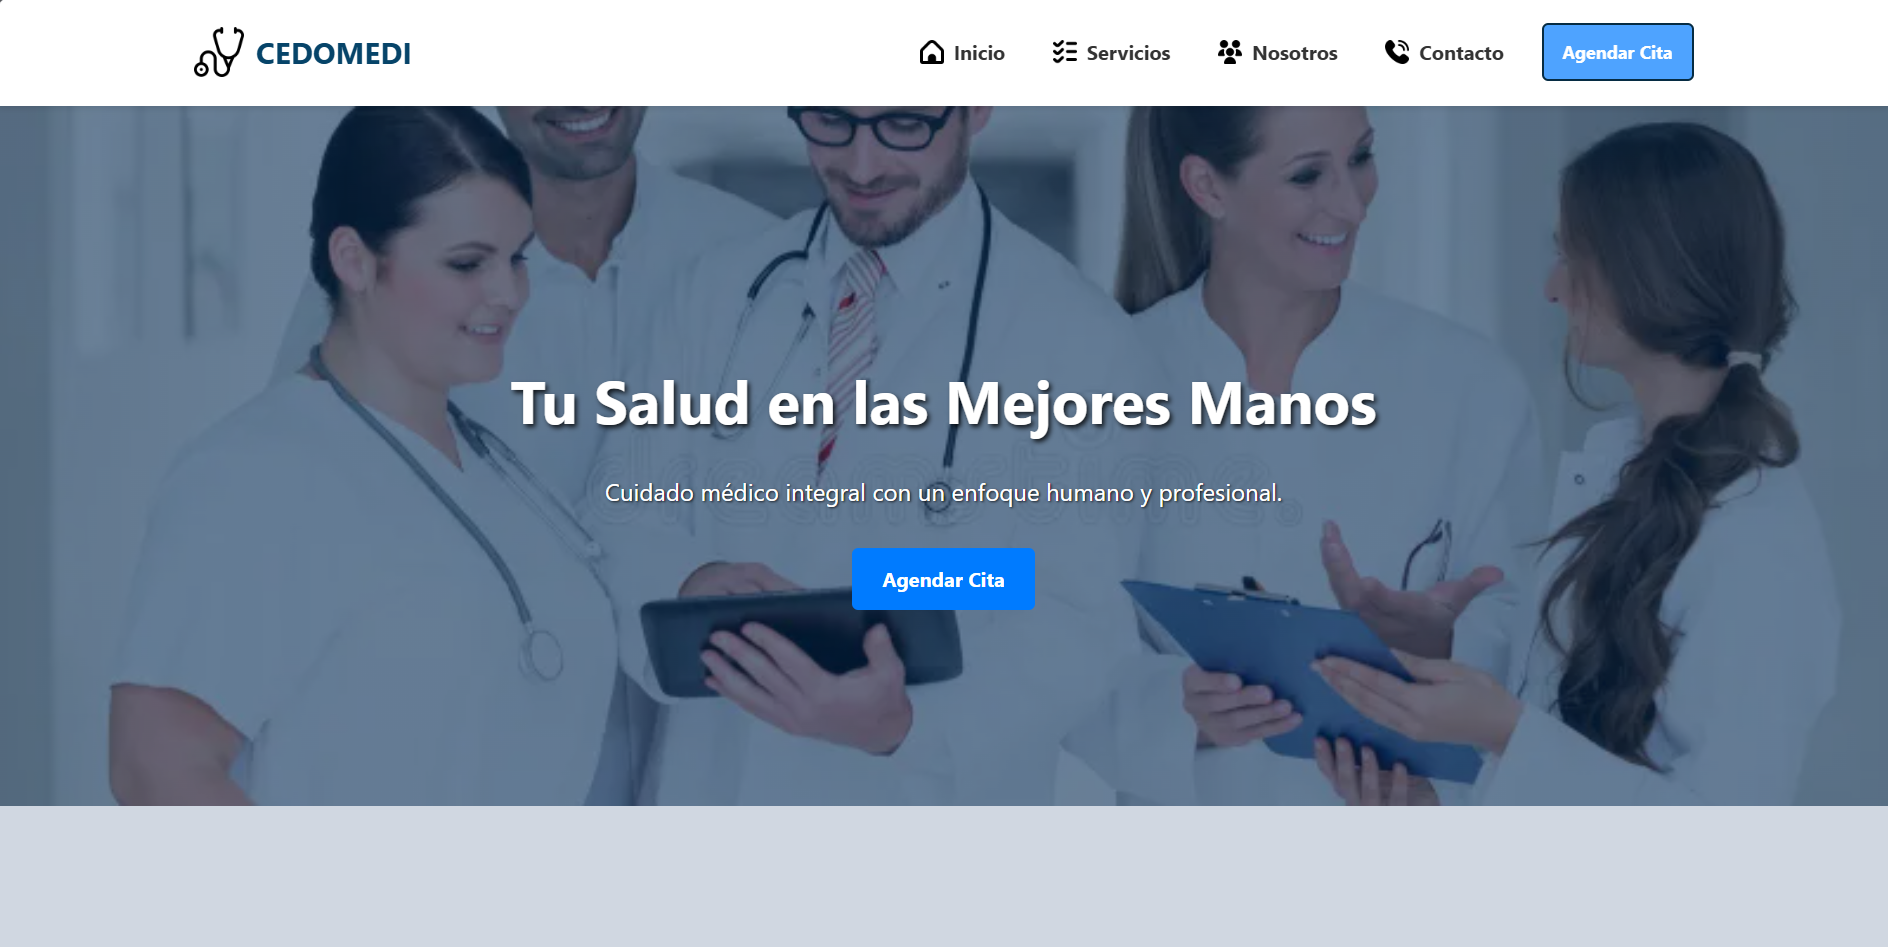 CEDOMEDI
Inicio
Servicios
Nosotros
Contacto
Agendar Cita
Tu Salud en las Mejores Manos
dreamstime.
Cuidado médico integral con un enfoque humano y profesional.
Agendar Cita